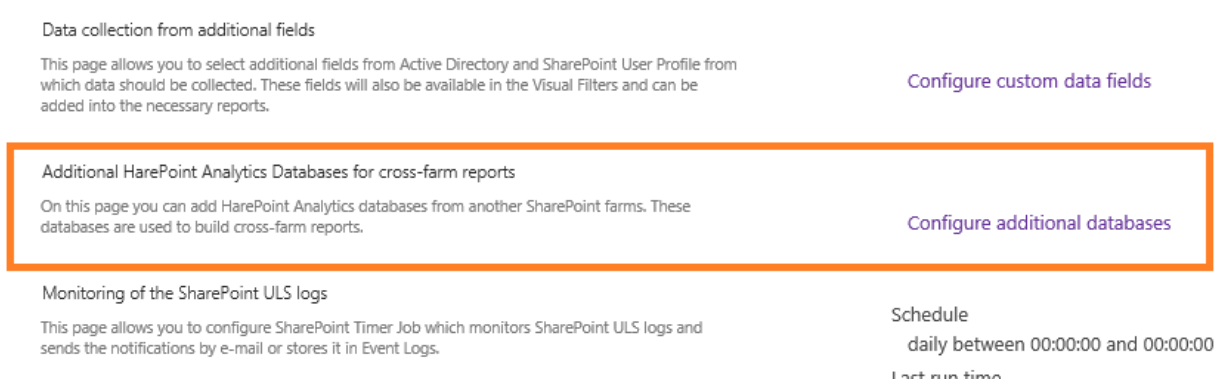 Data collection from additional fields
This page allows you to select additional fields from Active Directory and SharePoint User Profile from
which data should be collected. These fields will also be available in the Visual Filters and can be
added into the necessary reports.
Configure custom data fields
Additional HarePoint Analytics Databases for cross-farm reports
On this page you can add HarePoint Analytics databases from another SharePoint farms. These
databases are used to build cross-farm reports.
Configure additional databases
Monitoring of the SharePoint ULS logs
This page allows you to configure SharePoint Timer Job which monitors SharePoint ULS logs and
sends the notifications by e-mail or stores it in Event Logs.
Schedule
daily between 00:00:00 and 00:00:00
Last run time